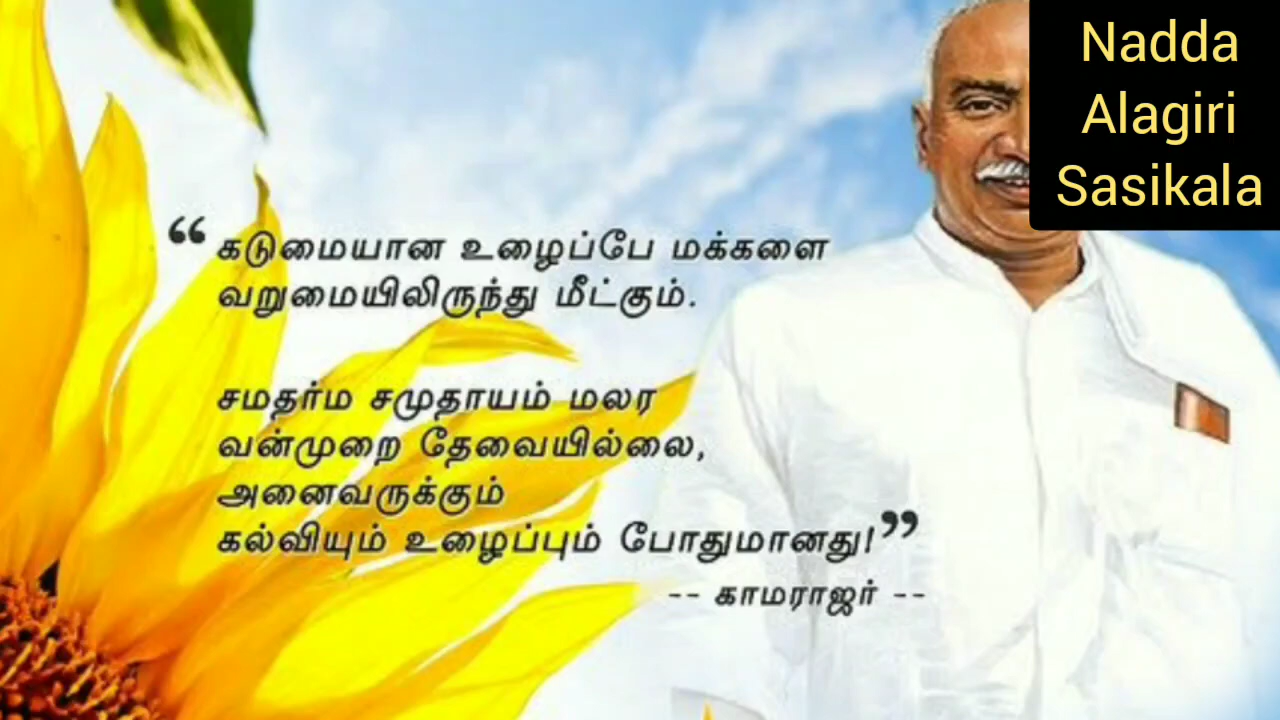 Nadda
Alagiri
Sasikala
“ கடுமையான உழைப்பே மக்களை
வறுமையிலிருந்து மீட்கும்.
சமதர்ம சமுதாயம் மலர
வன்முறை தேவையில்லை,
அனைவருக்கும்
கல்வியும் உழைப்பும் போதுமானது!”
-- காமராஜர் --